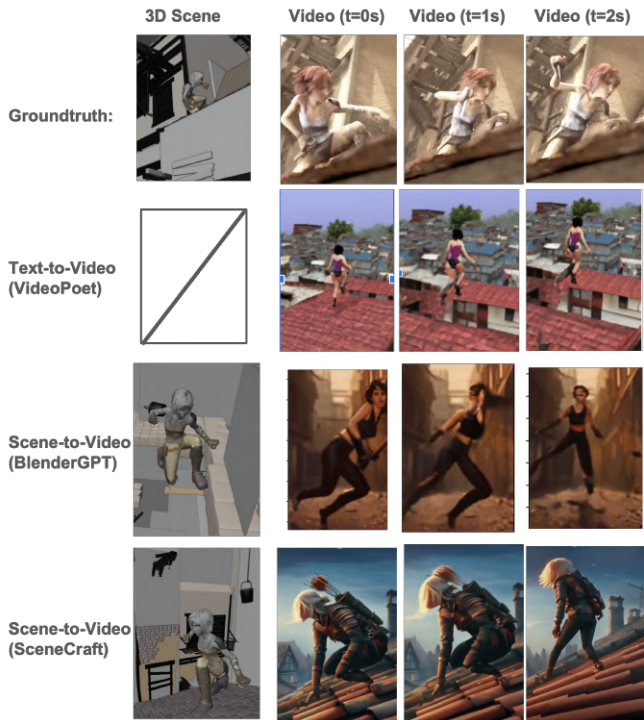 3D Scene Video (t=0s) Video (t=1s) Video (t=2s)
Groundtruth:
Text-to-Video
(VideoPoet)
Scene-to-Video
(BlenderGPT)
Scene-to-Video
(SceneCraft)